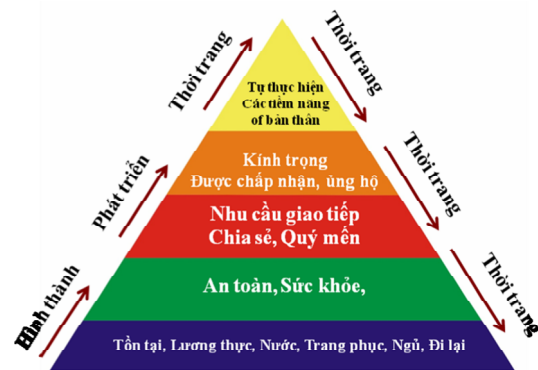 Tự thực hiện
Các tiềm năng
of bản thân
Kính trọng
Được chấp nhận, ủng hộ
Nhu cầu giao tiếp
Chia sẻ, Quý mến
An toàn, Sức khỏe,
Tồn tại, Lương thực, Nước, Trang phục, Ngủ, Đi lại
Hình thành
Phát triển
Thời trang
Thời trang
Thời trang
Thời trang